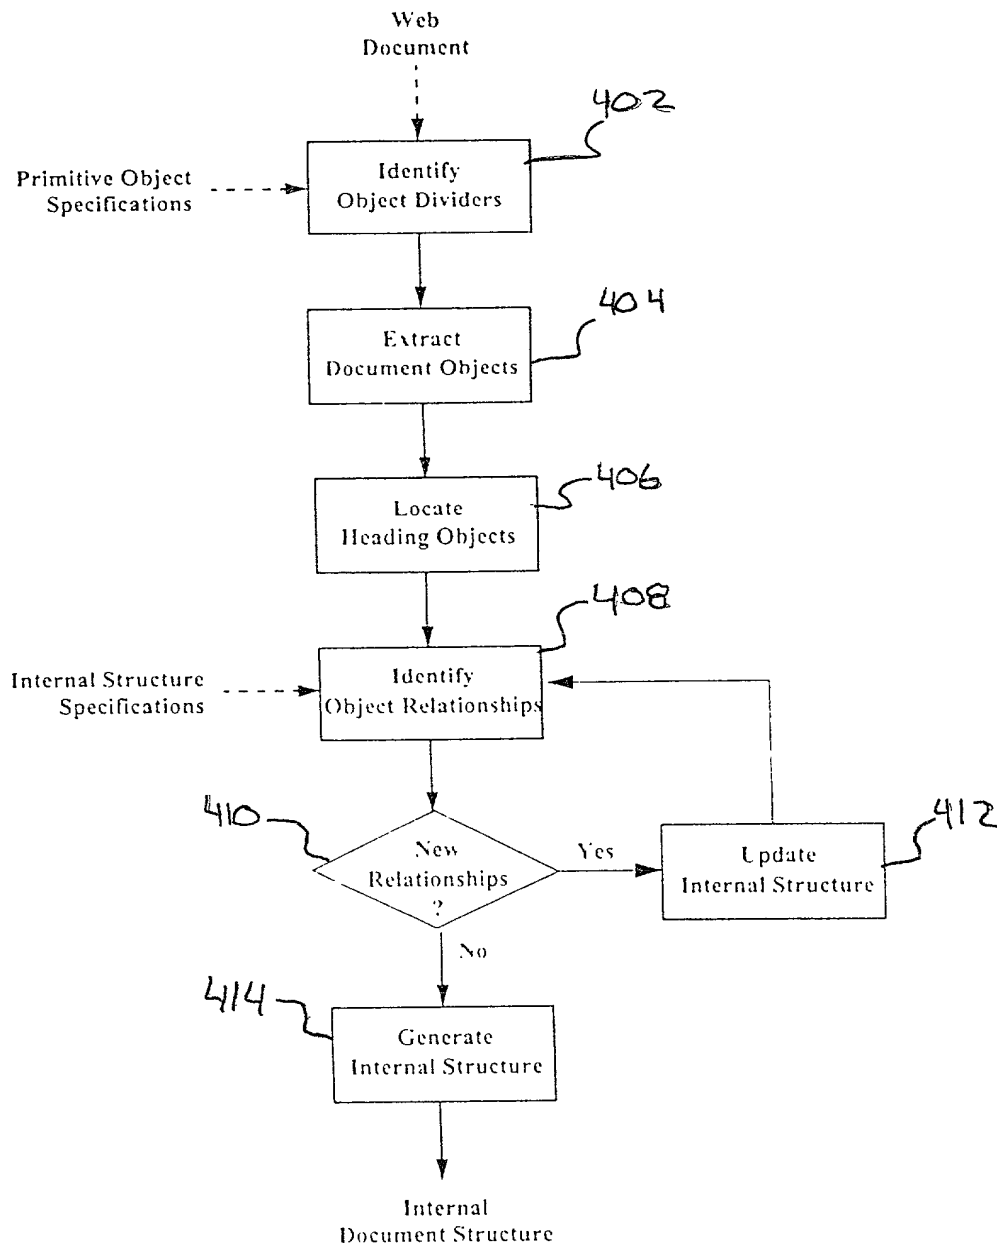 Web
Document
402
Identify
Object Dividers
Primitive Object
Specifications
404
Extract
Document Objects
406
Locate
Heading Objects
408
Internal Structure
Specifications
Identify
Object Relationships
410
New
Relationships
?
Yes
412
Update
Internal Structure
No
414
Generate
Internal Structure
Internal
Document Structure